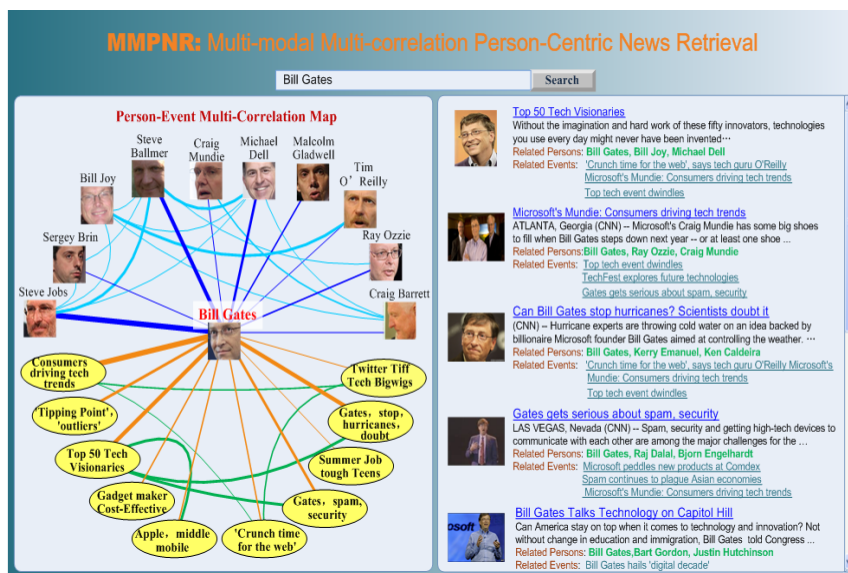 MMPNR: Multi-modal Multi-correlation Person-Centric News Retrieval
Bill Gates
Search
Person-Event Multi-Correlation Map
Steve
Ballmer
Craig
Mundie
Michael
Dell
Malcolm
Gladwell
Tim
O' Reilly
Bill Joy
Ray Ozzie
Sergey Brin
Craig Barrett
Steve Jobs
Bill Gates
Consumers
driving tech
trends
Twitter Tiff
Tech Bigwigs
'Tipping Point',
'outliers'
Gates, stop,
hurricanes,
doubt
Top 50 Tech
Visionaries
Summer Job
tough Teens
Gadget maker
Cost-Effective
Gates, spam,
security
Apple, middle
mobile
'Crunch time
for the web'
Top 50 Tech Visionaries
Without the imagination and hard work of these fifty innovators, technologies
you use every day might never have been invented···
Related Persons: Bill Gates, Bill Joy, Michael Dell
Related Events: 'Crunch time for the web', says tech guru O'Reilly
Microsoft's Mundie: Consumers driving tech trends
Top tech event dwindles
Microsoft's Mundie: Consumers driving tech trends
ATLANTA, Georgia (CNN) -- Microsoft's Craig Mundie has some big shoes
to fill when Bill Gates steps down next year -- or at least one shoe ...
Related Persons:Bill Gates, Ray Ozzie, Craig Mundie
Related Events: Top tech event dwindles
TechFest explores future technologies
Gates gets serious about spam, security
Can Bill Gates stop hurricanes? Scientists doubt it
(CNN) -- Hurricane experts are throwing cold water on an idea backed by
billionaire Microsoft founder Bill Gates aimed at controlling the weather. ···
Related Persons: Bill Gates, Kerry Emanuel, Ken Caldeira
Related Events: 'Crunch time for the web', says tech guru O'Reilly Microsoft's
Mundie: Consumers driving tech trends
Top tech event dwindles
Gates gets serious about spam, security
LAS VEGAS, Nevada (CNN) -- Spam, security and getting high-tech devices to
communicate with each other are among the major challenges for the ...
Related Persons: Bill Gates, Raj Dalal, Bjorn Engelhardt
Related Events: Microsoft peddles new products at Comdex
Spam continues to plague Asian economies
Microsoft's Mundie: Consumers driving tech trends
Bill Gates Talks Technology on Capitol Hill
Can America stay on top when it comes to technology and innovation? Not
without change in education and immigration, Bill Gates told Congress ...
Related Persons: Bill Gates,Bart Gordon, Justin Hutchinson
Related Events: Bill Gates hails 'digital decade'